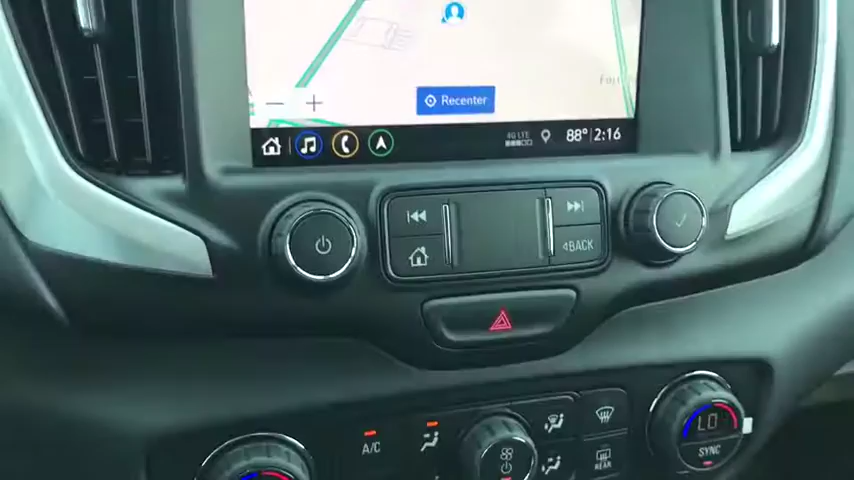 Recenter
4G LTE
88° 2:16
BACK
A/C
REAR
LO
SYNC